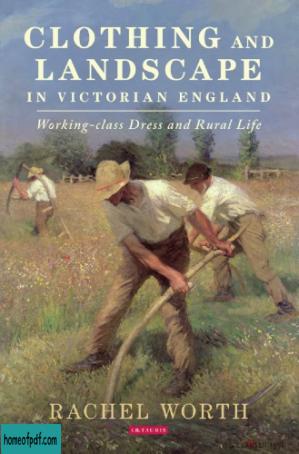 CLOTHING AND
LANDSCAPE
IN VICTORIAN ENGLAND
Working-class Dress and Rural Life
RACHEL WORTH
I.B.TAURIS
homeofpdf.com